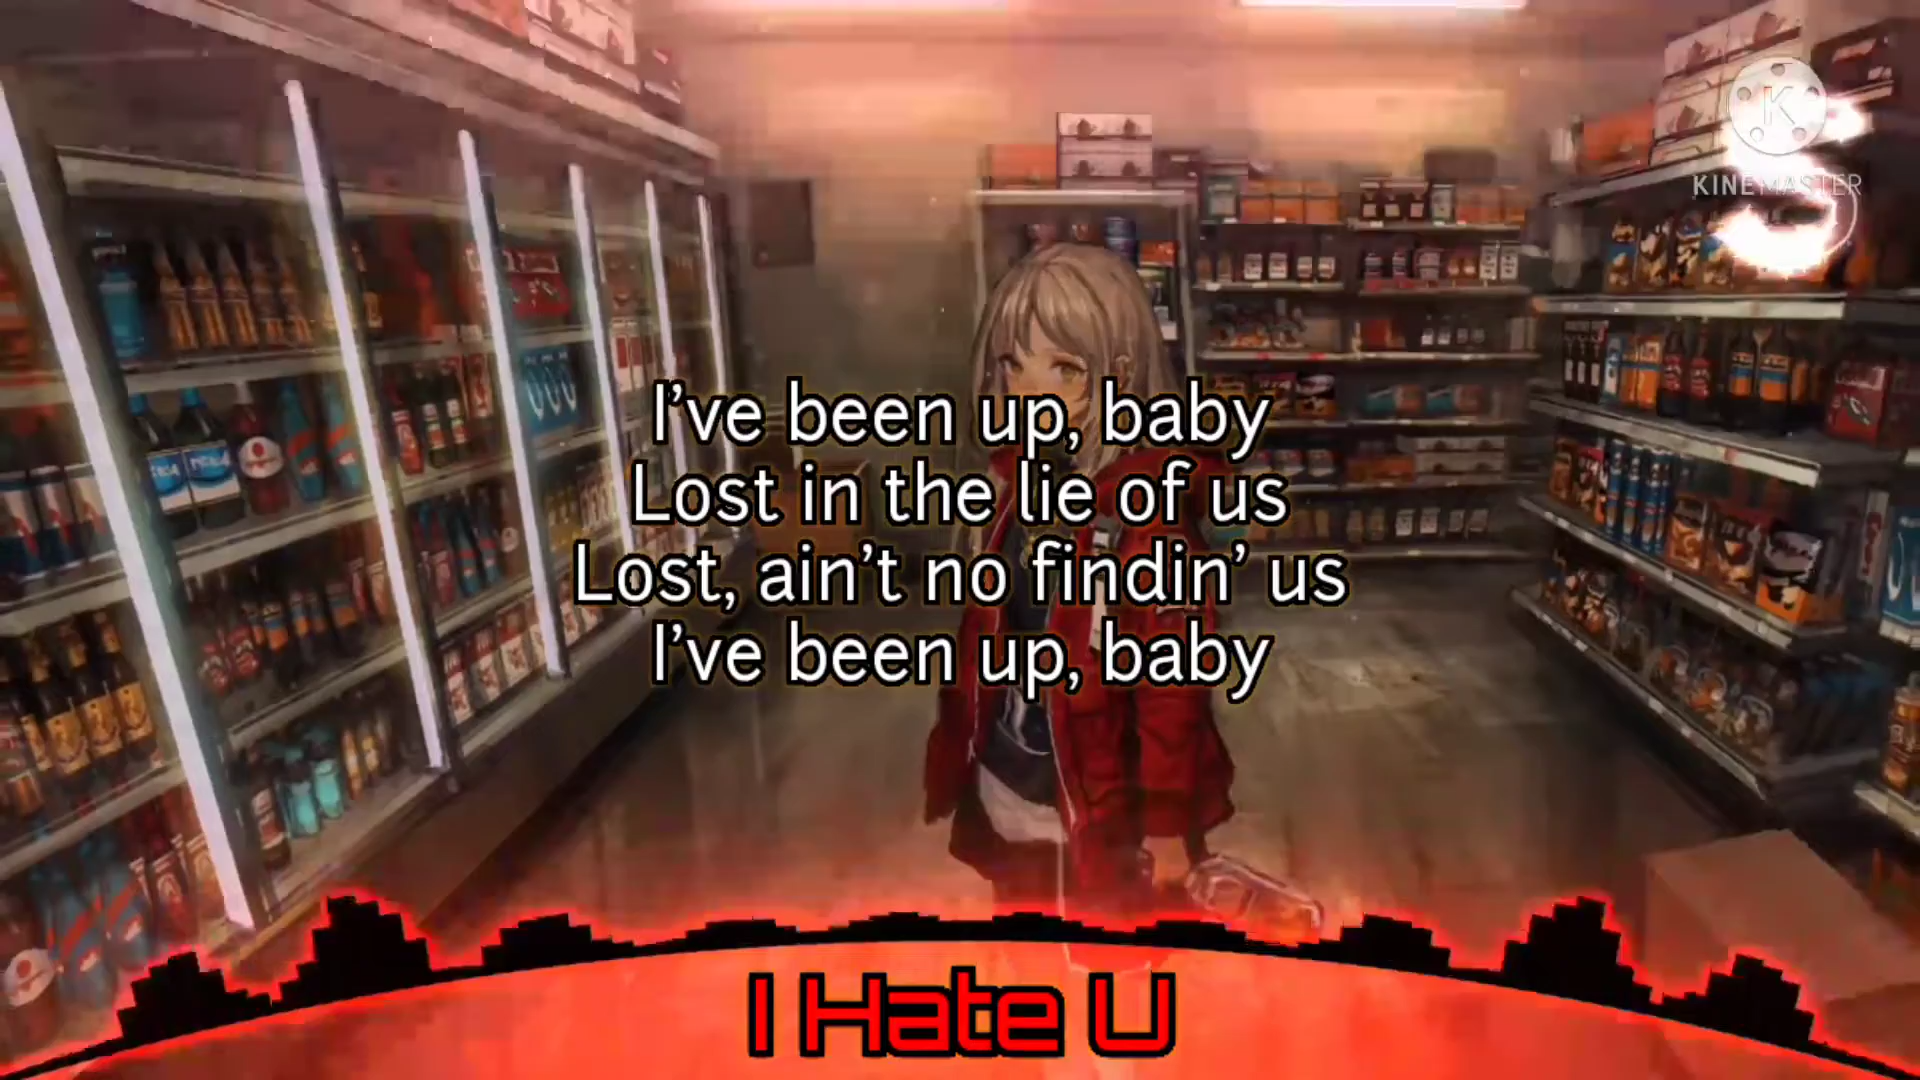 KINEMASTER
I've been up, baby
Lost in the lie of us
Lost, ain't no findin' us
I've been up, baby
I Hate U